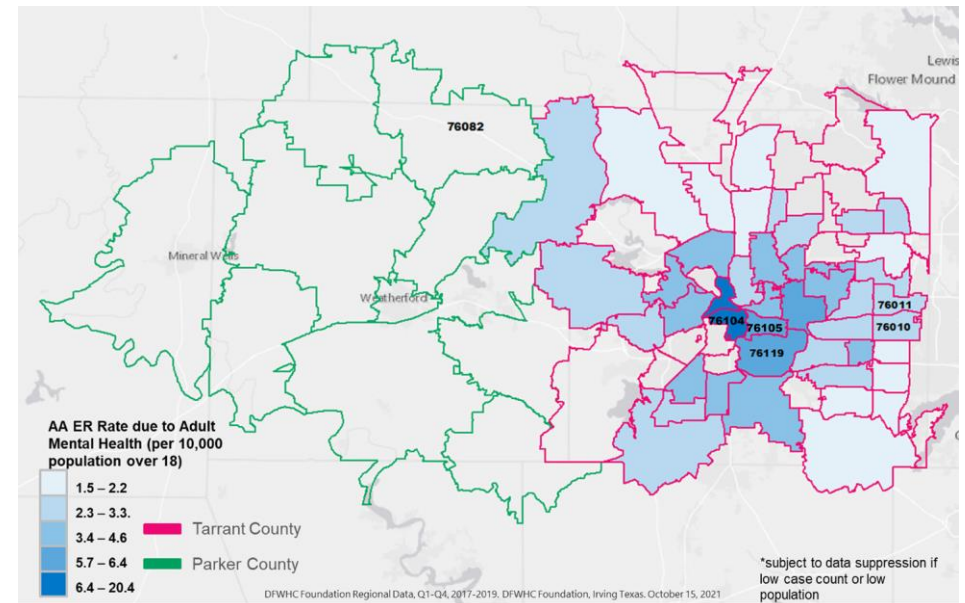 Lewis
Flower Mound
76082
Mineral Wells
Weatherford
76011
76104
76105
76010
76119
AA ER Rate due to Adult
Mental Health (per 10,000
population over 18)
1.5 – 2.2
2.3 – 3.3.
3.4 – 4.6
5.7 – 6.4
6.4 – 20.4
Tarrant County
Parker County
*subject to data suppression if
low case count or low
population
DFWHC Foundation Regional Data, Q1-Q4, 2017-2019. DFWHC Foundation, Irving Texas. October 15, 2021